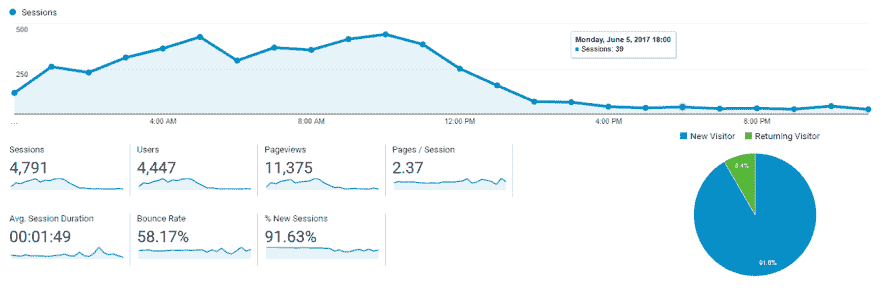 Sessions
500
250
Monday, June 5, 2017 18:00
Sessions: 39
...
4:00 AM
8:00 AM
12:00 PM
4:00 PM
8:00 PM
New Visitor
Returning Visitor
Sessions
4,791
Users
4,447
Pageviews
11,375
Pages / Session
2.37
Avg. Session Duration
00:01:49
Bounce Rate
58.17%
% New Sessions
91.63%
8.4%
91.6%